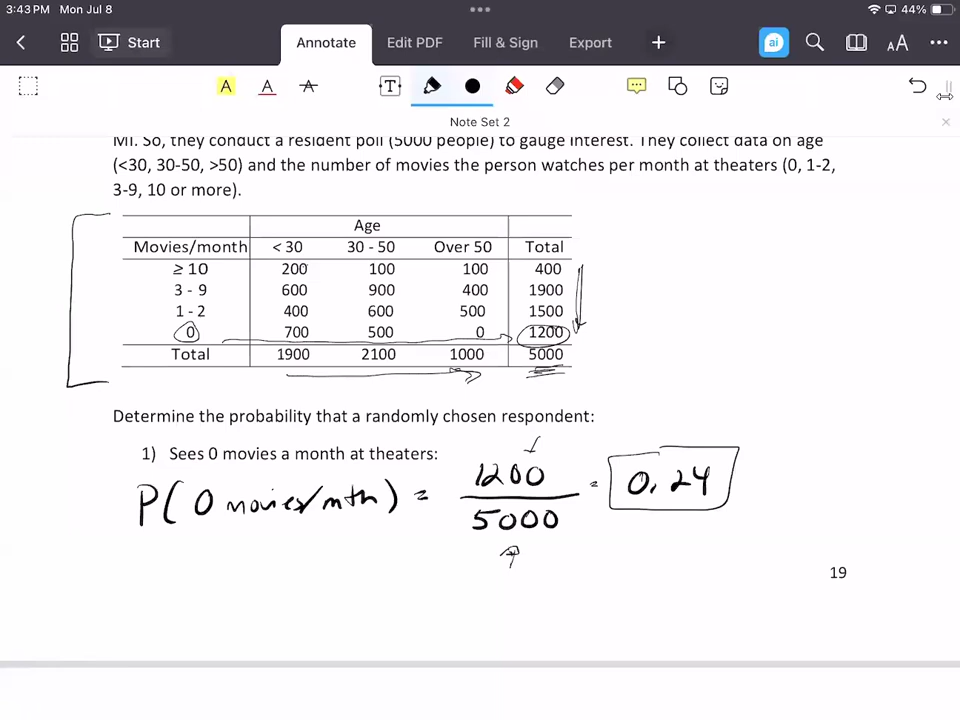 3:43 PM Mon Jul 8 44%
Start Annotate Edit PDF Fill & Sign Export + ai AA
A A A T
Note Set 2
MI. So, they conduct a resident poll (5000 people) to gauge interest. They collect data on age
(<30, 30-50, >50) and the number of movies the person watches per month at theaters (0, 1-2,
3-9, 10 or more).
Age
Movies/month < 30 30 - 50 Over 50 Total
≥ 10 200 100 100 400
3 - 9 600 900 400 1900
1 - 2 400 600 500 1500
0 700 500 0 1200
Total 1900 2100 1000 5000
Determine the probability that a randomly chosen respondent:
1) Sees 0 movies a month at theaters:
P( 0 movies/mth ) = 1200 / 5000 = 0.24
19